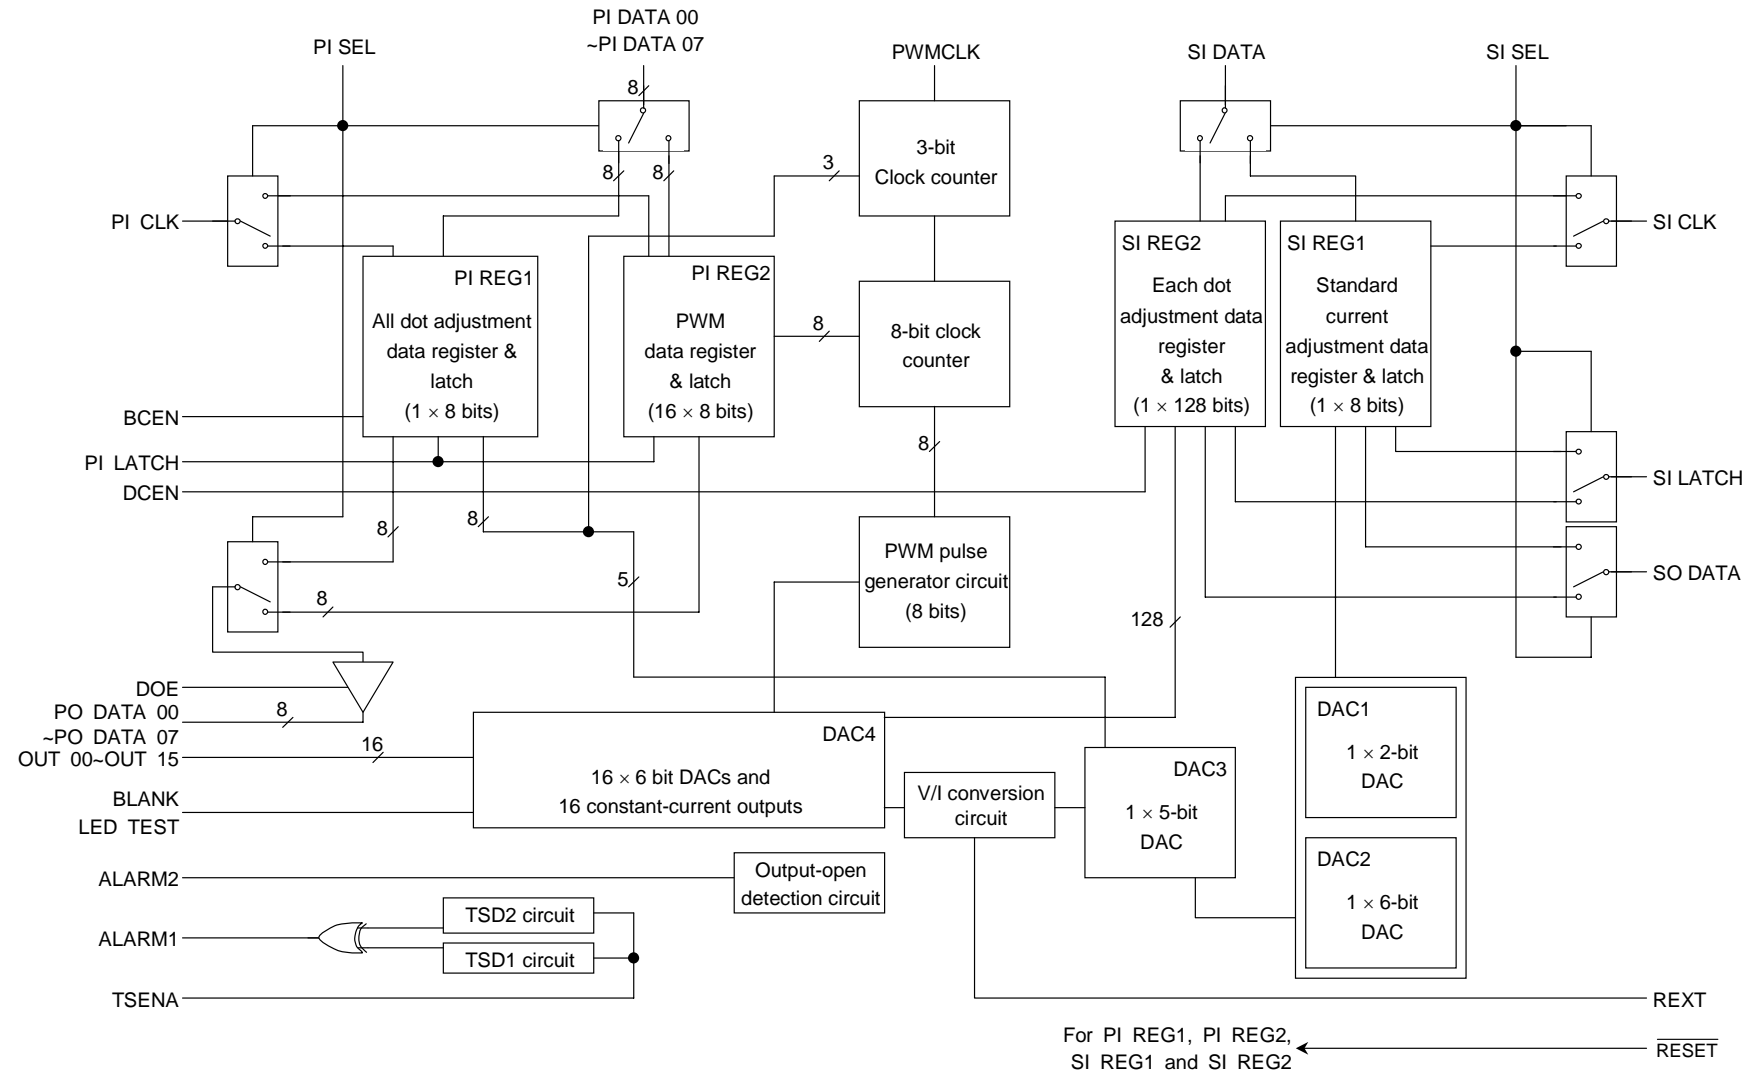 PI DATA 00
~PI DATA 07
PI SEL
PWMCLK
SI DATA
SI SEL
8
3-bit
Clock counter
3
8
8
PI CLK
SI CLK
PI REG1
All dot adjustment
data register &
latch
(1 × 8 bits)
PI REG2
PWM
data register
& latch
(16 × 8 bits)
8
8-bit clock
counter
SI REG2
Each dot
adjustment data
register
& latch
(1 × 128 bits)
SI REG1
Standard
current
adjustment data
register & latch
(1 × 8 bits)
BCEN
PI LATCH
DCEN
8
SI LATCH
8
8
PWM pulse
generator circuit
(8 bits)
SO DATA
5
8
128
DOE
PO DATA 00
~PO DATA 07
8
OUT 00~OUT 15
16
BLANK
LED TEST
DAC4
16 × 6 bit DACs and
16 constant-current outputs
V/I conversion
circuit
DAC3
1 × 5-bit
DAC
DAC1
1 × 2-bit
DAC
DAC2
1 × 6-bit
DAC
ALARM2
Output-open
detection circuit
TSD2 circuit
ALARM1
TSD1 circuit
TSENA
REXT
For PI REG1, PI REG2,
SI REG1 and SI REG2
RESET